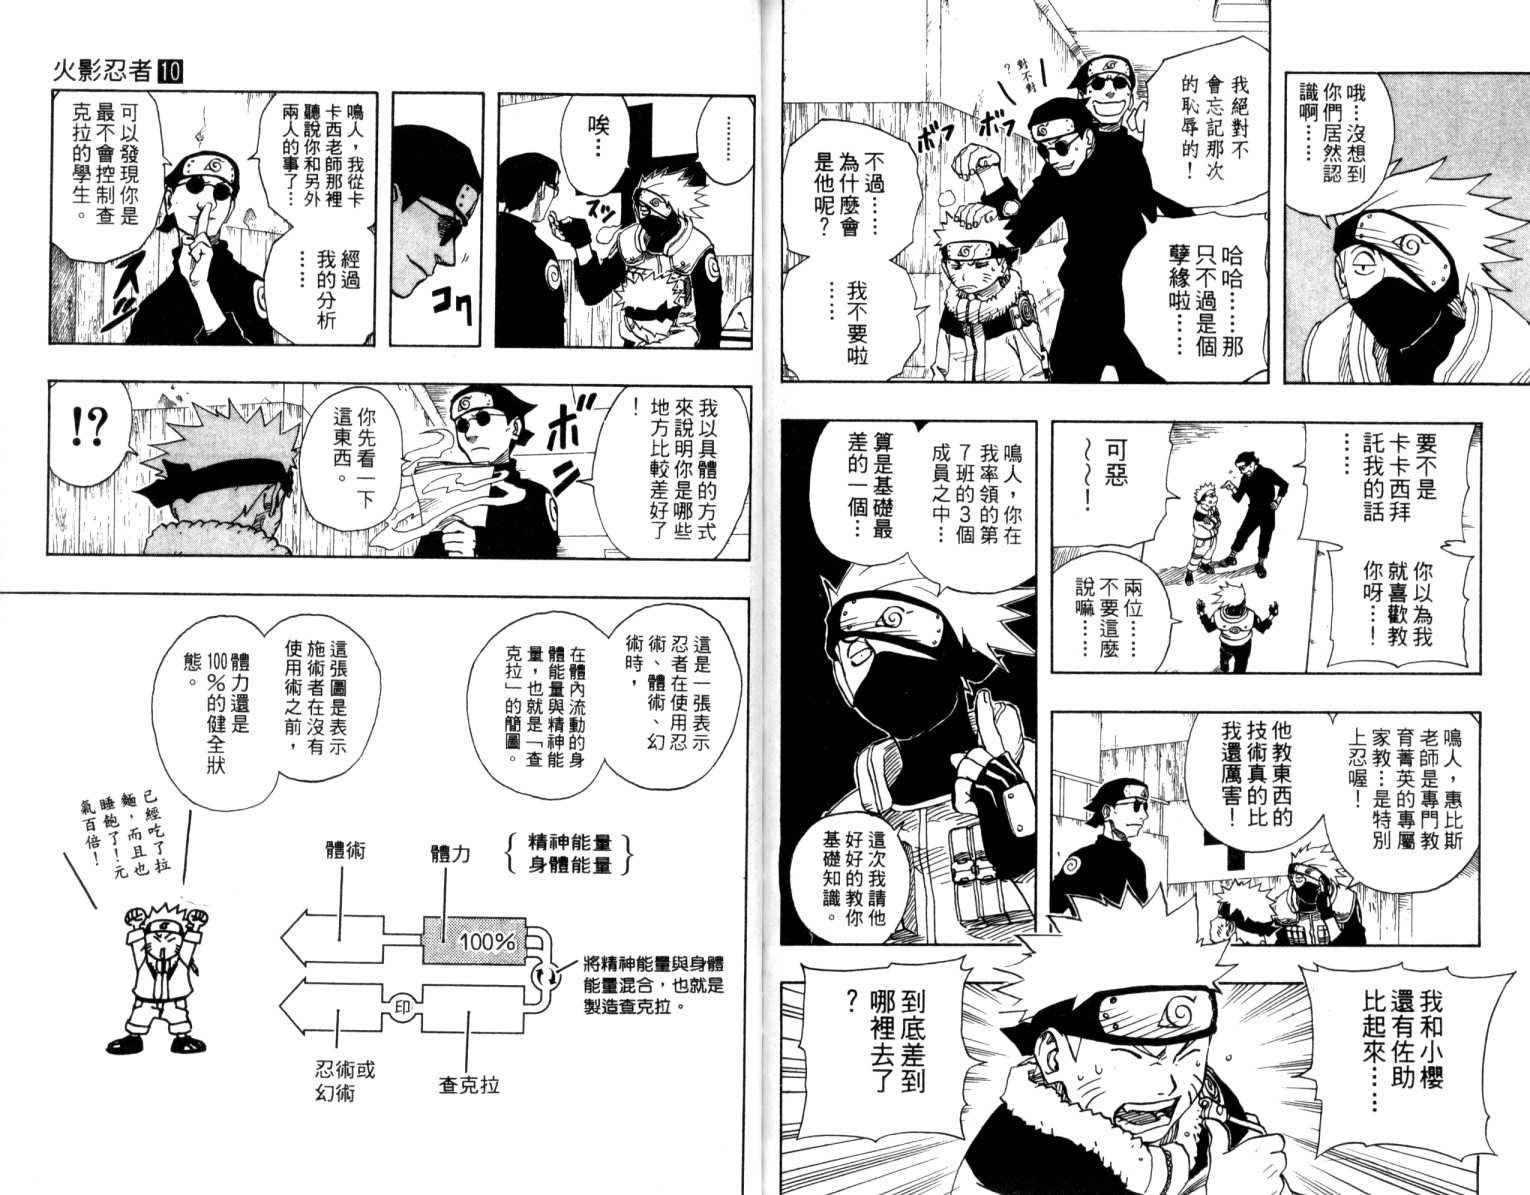 哦…沒想到
你們居然認
識啊……
我絕對不
會忘記那次
的恥辱的！
對不對
？
ボフ
ボフ
哈哈……那
只不過是個
孽緣啦……
不過……
為什麼會
是他呢？
我不要啦
……
要不是
卡卡西拜
託我的話
……
你以為我
就喜歡教
你呀…！
可惡
～～！
兩位……
不要這麼
說嘛……
鳴人，你在
我率領的第
7班的3個
成員之中…
算是基礎最
差的一個…
這次我請他
好好的教你
基礎知識。
鳴人，惠比斯
老師是專門教
育菁英的專屬
家教…是特別
上忍喔！
他教東西的
技術真的比
我還厲害！
我和小櫻
還有佐助
比起來……
到底差到
哪裡去了
？
火影忍者10
………
唉…
スッ
コク
鳴人，我從卡
卡西老師那裡
聽說你和另外
兩人的事了…
經過
我的分析
……
可以發現你是
最不會控制查
克拉的學生。
ズイッ
我以具體的方式
來說明你是哪些
地方比較差好了
！
ボン
你先看一下
這東西。
!?
這是一張表示
忍者在使用忍
術、體術、幻
術時，
在體內流動的身
體能量與精神能
量，也就是「查
克拉」的簡圖。
這張圖是表示
施術者在沒有
使用術之前，
體力還是
100%的健全狀
態。
已經吃了拉
麵，而且也
睡飽了！元
氣百倍！
精神能量
身體能量
體力
體術
100%
將精神能量與身體
能量混合，也就是
製造查克拉。
印
查克拉
忍術或
幻術